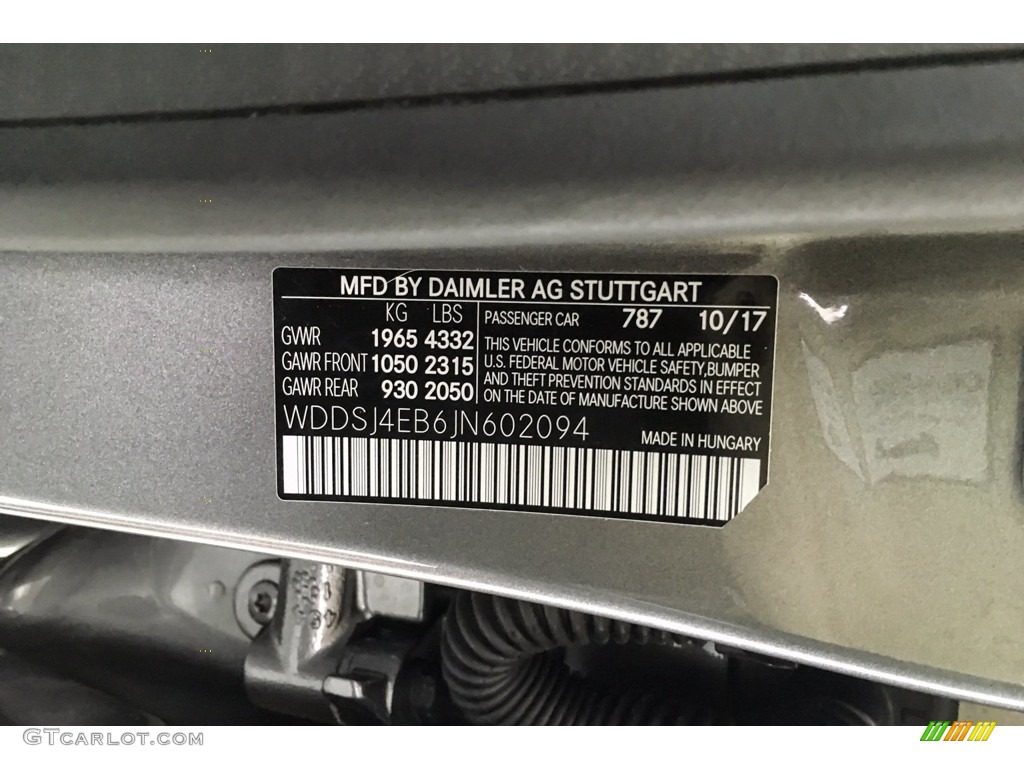 MFD BY DAIMLER AG STUTTGART
KG LBS
GWR 1965 4332
GAWR FRONT 1050 2315
GAWR REAR 930 2050
PASSENGER CAR 787 10/17
THIS VEHICLE CONFORMS TO ALL APPLICABLE
U.S. FEDERAL MOTOR VEHICLE SAFETY,BUMPER
AND THEFT PREVENTION STANDARDS IN EFFECT
ON THE DATE OF MANUFACTURE SHOWN ABOVE
WDDSJ4EB6JN602094
MADE IN HUNGARY
GTCARLOT.COM